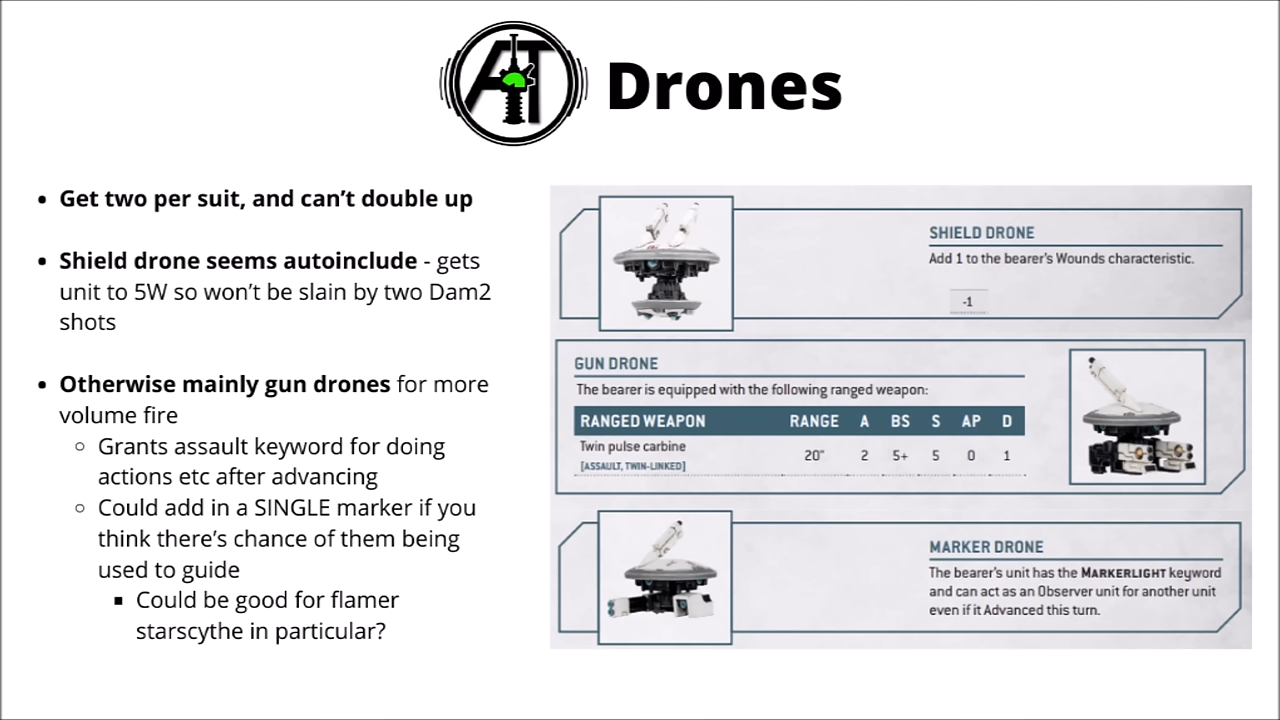 AT
Drones
• Get two per suit, and can’t double up
• Shield drone seems autoinclude - gets
unit to 5W so won’t be slain by two Dam2
shots
• Otherwise mainly gun drones for more
volume fire
○ Grants assault keyword for doing
actions etc after advancing
○ Could add in a SINGLE marker if you
think there’s chance of them being
used to guide
▪ Could be good for flamer
starscythe in particular?
SHIELD DRONE
Add 1 to the bearer's Wounds characteristic.
-1
GUN DRONE
The bearer is equipped with the following ranged weapon:
RANGED WEAPON RANGE A BS S AP D
Twin pulse carbine
[ASSAULT, TWIN-LINKED]
20" 2 5+ 5 0 1
MARKER DRONE
The bearer's unit has the MARKERLIGHT keyword
and can act as an Observer unit for another unit
even if it Advanced this turn.